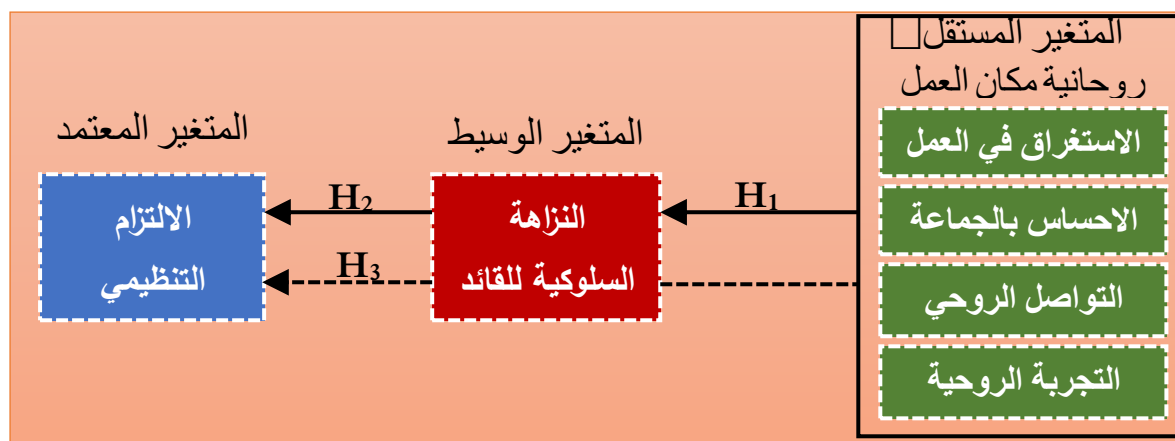 المتغير المستقل
روحانية مكان العمل
الاستغراق في العمل
الاحساس بالجماعة
التواصل الروحي
التجربة الروحية
H₁
المتغير الوسيط
النزاهة
السلوكية للقائد
H₂
H₃
المتغير المعتمد
الالتزام
التنظيمي